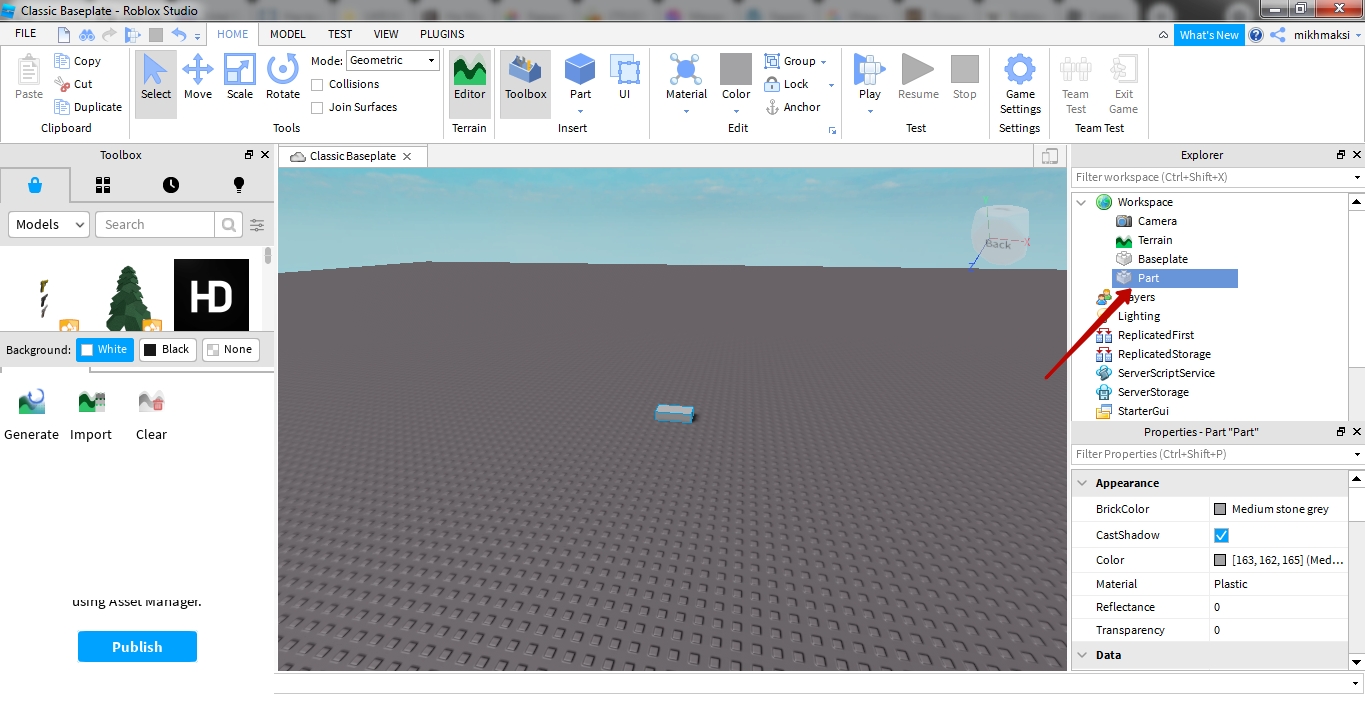 Classic Baseplate - Roblox Studio
FILE HOME MODEL TEST VIEW PLUGINS What's New mikhmaksi
Paste Copy Cut Duplicate
Clipboard
Select Move Scale Rotate
Mode: Geometric
Collisions
Join Surfaces
Tools
Editor
Terrain
Toolbox Part UI
Insert
Material Color Group Lock Anchor
Edit
Play Resume Stop
Test
Game Settings
Settings
Team Test Exit Game
Team Test
Toolbox
Models Search
HD
Background: White Black None
Generate Import Clear
using Asset Manager.
Publish
Classic Baseplate
Back
X
Z
Explorer
Filter workspace (Ctrl+Shift+X)
Workspace
Camera
Terrain
Baseplate
Part
ayers
Lighting
ReplicatedFirst
ReplicatedStorage
ServerScriptService
ServerStorage
StarterGui
Properties - Part "Part"
Filter Properties (Ctrl+Shift+P)
Appearance
BrickColor Medium stone grey
CastShadow
Color [163, 162, 165] (Med...
Material Plastic
Reflectance 0
Transparency 0
Data